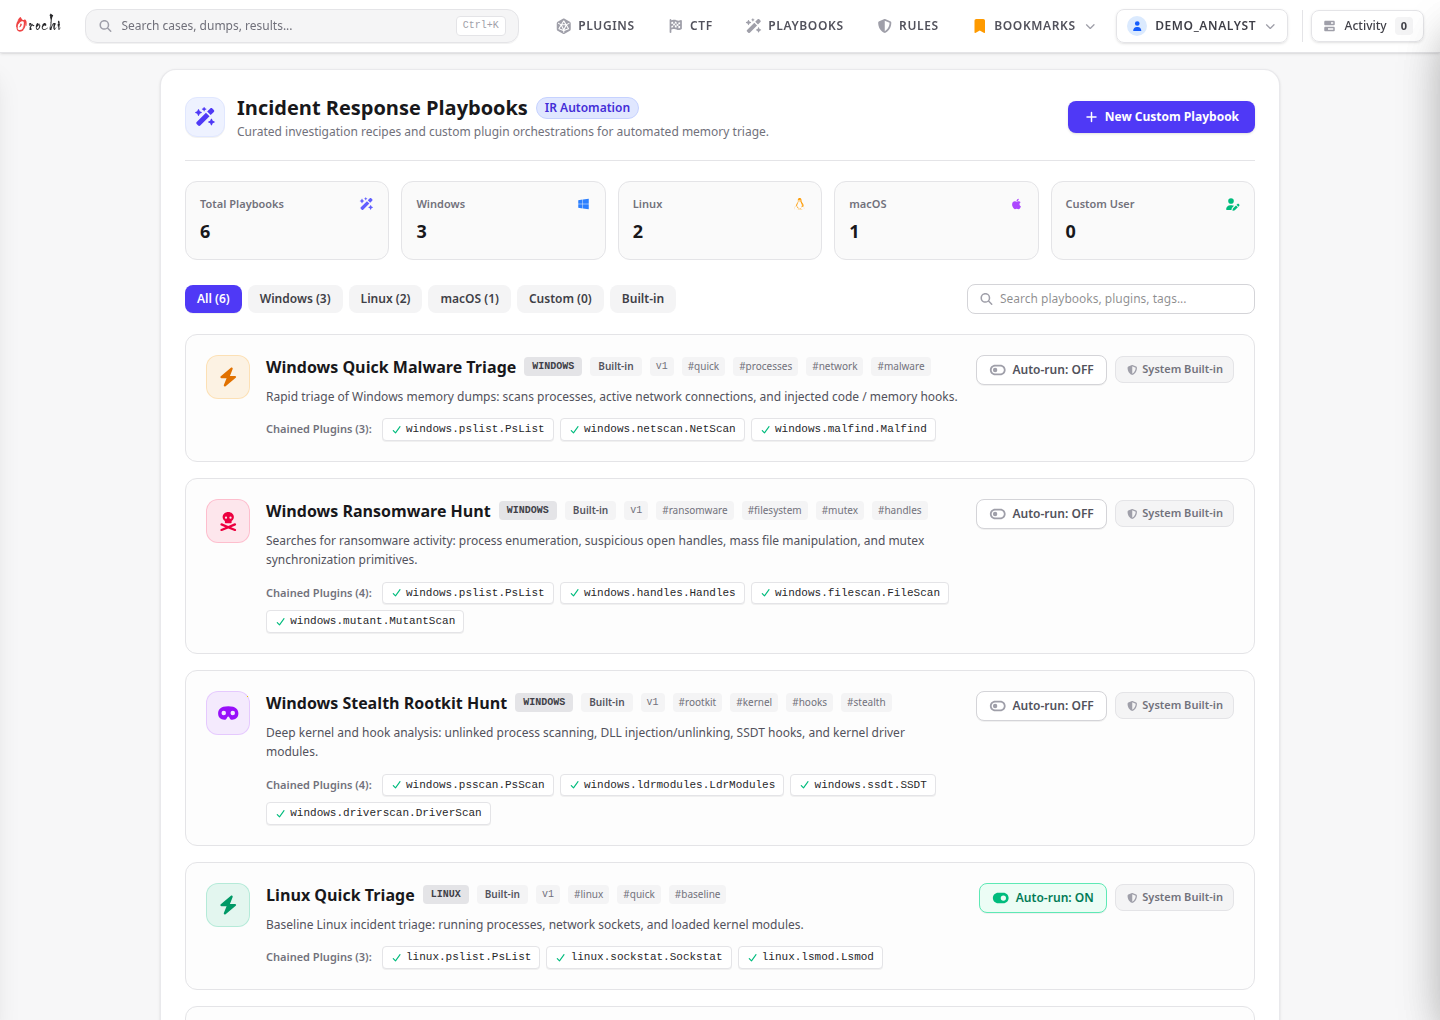 Orochi
Search cases, dumps, results... Ctrl+K PLUGINS CTF PLAYBOOKS RULES BOOKMARKS DEMO_ANALYST Activity 0
Incident Response Playbooks IR Automation
Curated investigation recipes and custom plugin orchestrations for automated memory triage.
New Custom Playbook
Total Playbooks Windows Linux macOS Custom User
6 3 2 1 0
All (6) Windows (3) Linux (2) macOS (1) Custom (0) Built-in Search playbooks, plugins, tags...
Windows Quick Malware Triage WINDOWS Built-in v1 #quick #processes #network #malware Auto-run: OFF System Built-in
Rapid triage of Windows memory dumps: scans processes, active network connections, and injected code / memory hooks.
Chained Plugins (3): windows.pslist.PsList windows.netscan.NetScan windows.malfind.Malfind
Windows Ransomware Hunt WINDOWS Built-in v1 #ransomware #filesystem #mutex #handles Auto-run: OFF System Built-in
Searches for ransomware activity: process enumeration, suspicious open handles, mass file manipulation, and mutex
synchronization primitives.
Chained Plugins (4): windows.pslist.PsList windows.handles.Handles windows.filescan.FileScan
windows.mutant.MutantScan
Windows Stealth Rootkit Hunt WINDOWS Built-in v1 #rootkit #kernel #hooks #stealth Auto-run: OFF System Built-in
Deep kernel and hook analysis: unlinked process scanning, DLL injection/unlinking, SSDT hooks, and kernel driver
modules.
Chained Plugins (4): windows.psscan.PsScan windows.ldrmodules.LdrModules windows.ssdt.SSDT
windows.driverscan.DriverScan
Linux Quick Triage LINUX Built-in v1 #linux #quick #baseline Auto-run: ON System Built-in
Baseline Linux incident triage: running processes, network sockets, and loaded kernel modules.
Chained Plugins (3): linux.pslist.PsList linux.sockstat.Sockstat linux.lsmod.Lsmod